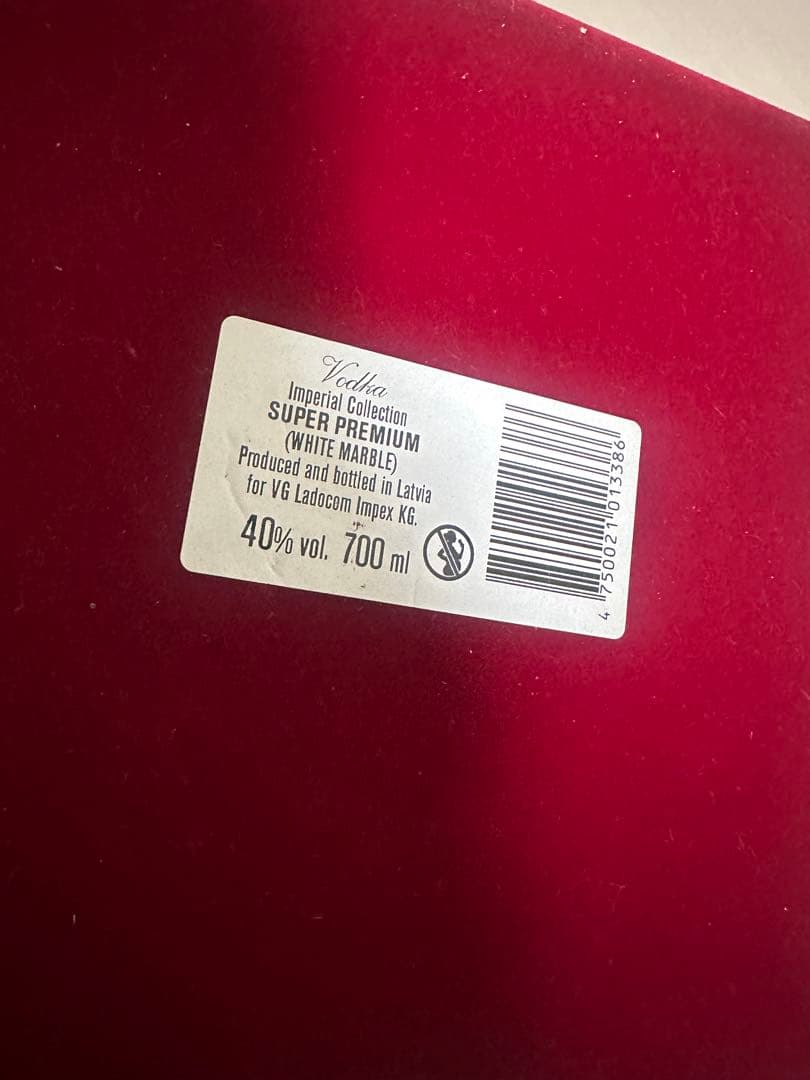 Vodka
Imperial Collection
SUPER PREMIUM
(WHITE MARBLE)
Produced and bottled in Latvia
for VG Ladocom Impex KG.
40% vol. 700 ml
4 750021 013386